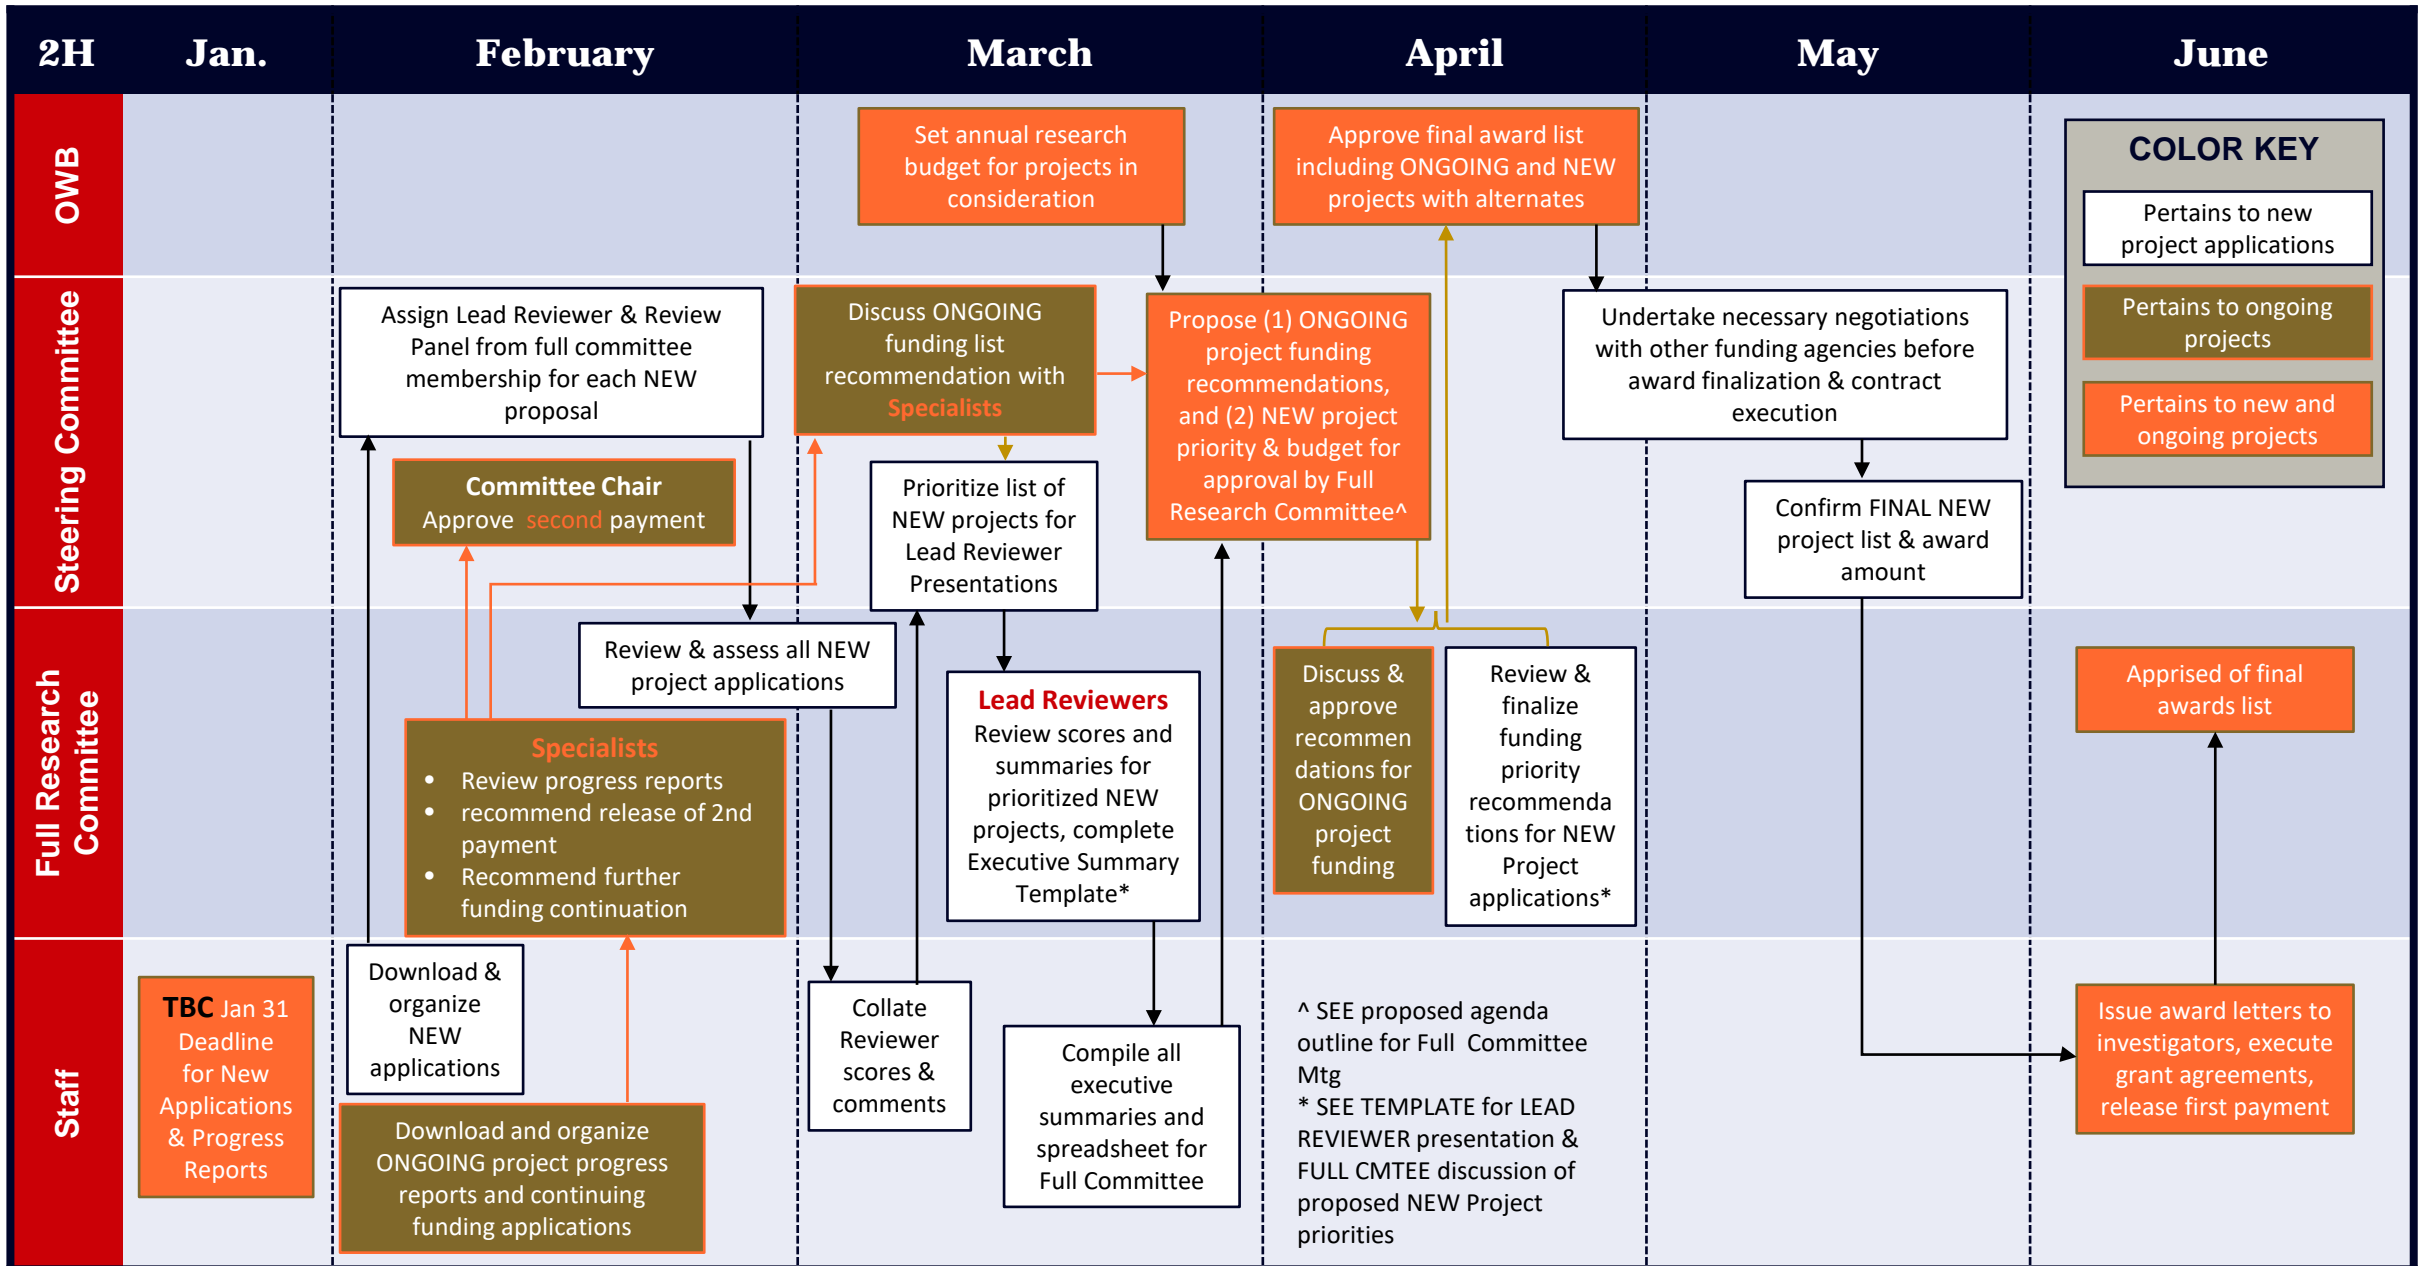 2H
Jan.
February
March
April
May
June
OWB
Set annual research
budget for projects in
consideration
Approve final award list
including ONGOING and NEW
projects with alternates
COLOR KEY
Pertains to new
project applications
Pertains to ongoing
projects
Pertains to new and
ongoing projects
Steering Committee
Assign Lead Reviewer & Review
Panel from full committee
membership for each NEW
proposal
Committee Chair
Approve second payment
Discuss ONGOING
funding list
recommendation with
Specialists
Prioritize list of
NEW projects for
Lead Reviewer
Presentations
Propose (1) ONGOING
project funding
recommendations,
and (2) NEW project
priority & budget for
approval by Full
Research Committee^
Undertake necessary negotiations
with other funding agencies before
award finalization & contract
execution
Confirm FINAL NEW
project list & award
amount
Full Research
Committee
Review & assess all NEW
project applications
Specialists
• Review progress reports
• recommend release of 2nd
payment
• Recommend further
funding continuation
Lead Reviewers
Review scores and
summaries for
prioritized NEW
projects, complete
Executive Summary
Template*
Discuss &
approve
recommen
dations for
ONGOING
project
funding
Review &
finalize
funding
priority
recommenda
tions for NEW
Project
applications*
Apprised of final
awards list
Staff
TBC Jan 31
Deadline
for New
Applications
& Progress
Reports
Download &
organize
NEW
applications
Download and organize
ONGOING project progress
reports and continuing
funding applications
Collate
Reviewer
scores &
comments
Compile all
executive
summaries and
spreadsheet for
Full Committee
^ SEE proposed agenda
outline for Full Committee
Mtg
* SEE TEMPLATE for LEAD
REVIEWER presentation &
FULL CMTEE discussion of
proposed NEW Project
priorities
Issue award letters to
investigators, execute
grant agreements,
release first payment